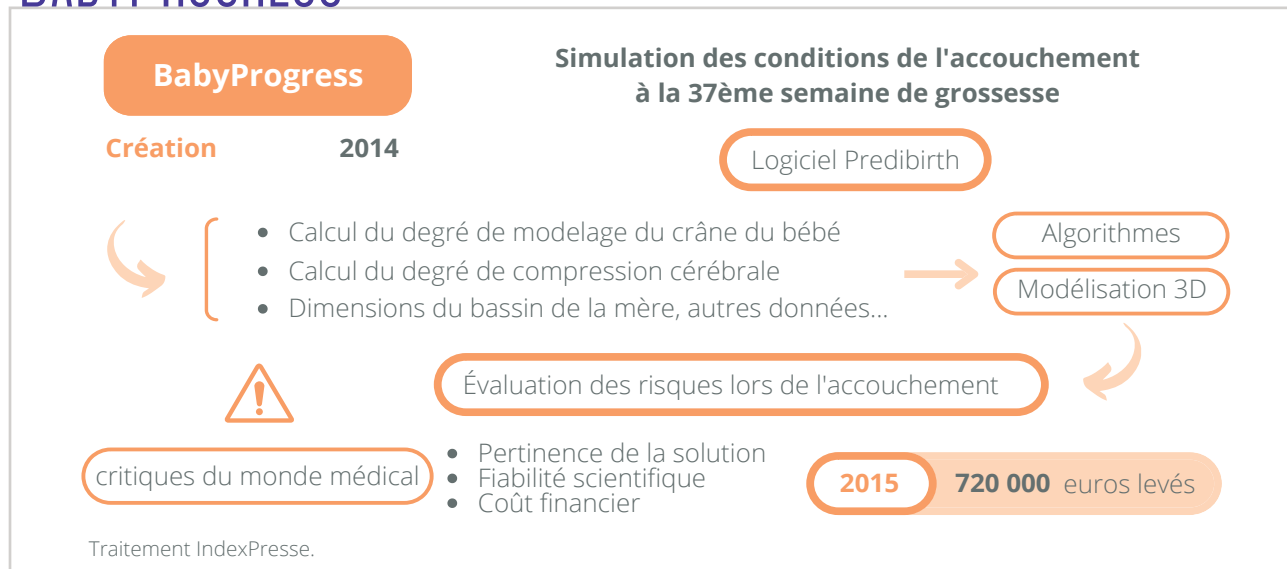 BABYPROGRESS
BabyProgress
Simulation des conditions de l'accouchement
à la 37ème semaine de grossesse
Création 2014
Logiciel Predibirth
• Calcul du degré de modelage du crâne du bébé
• Calcul du degré de compression cérébrale
• Dimensions du bassin de la mère, autres données...
Algorithmes
Modélisation 3D
Évaluation des risques lors de l'accouchement
critiques du monde médical
• Pertinence de la solution
• Fiabilité scientifique
• Coût financier
2015 720 000 euros levés
Traitement IndexPresse.